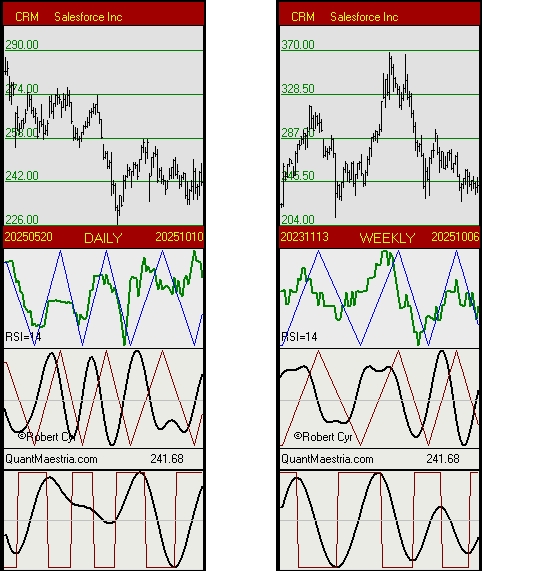 CRM Salesforce Inc
290.00
274.00
258.00
242.00
226.00
20250520 DAILY 20251010
RSI=14
©Robert Cyr
QuantMaestria.com 241.68
CRM Salesforce Inc
370.00
328.50
287.00
245.50
204.00
20231113 WEEKLY 20251006
RSI=14
©Robert Cyr
QuantMaestria.com 241.68